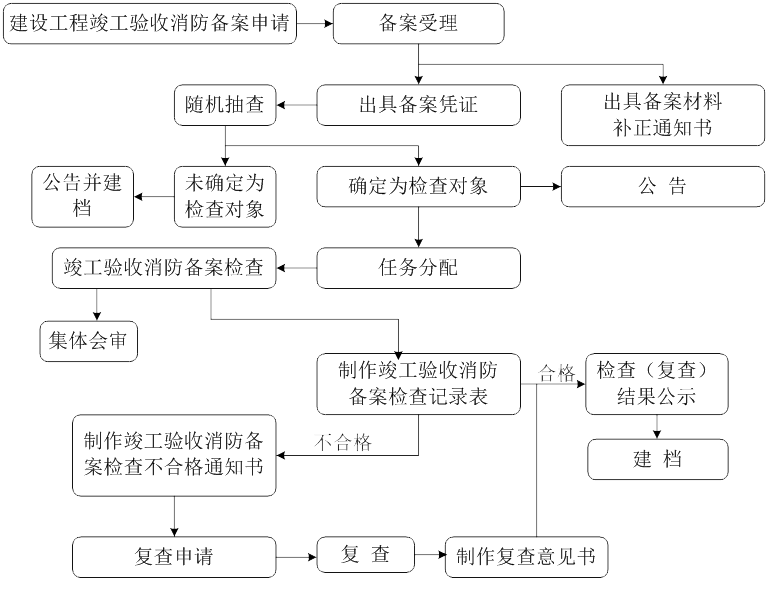 建设工程竣工验收消防备案申请
备案受理
随机抽查
出具备案凭证
出具备案材料
补正通知书
公告并建
档
未确定为
检查对象
确定为检查对象
公 告
竣工验收消防备案检查
任务分配
集体会审
制作竣工验收消防
备案检查记录表
合格
检查（复查）
结果公示
制作竣工验收消防备
案检查不合格通知书
不合格
建 档
复查申请
复 查
制作复查意见书